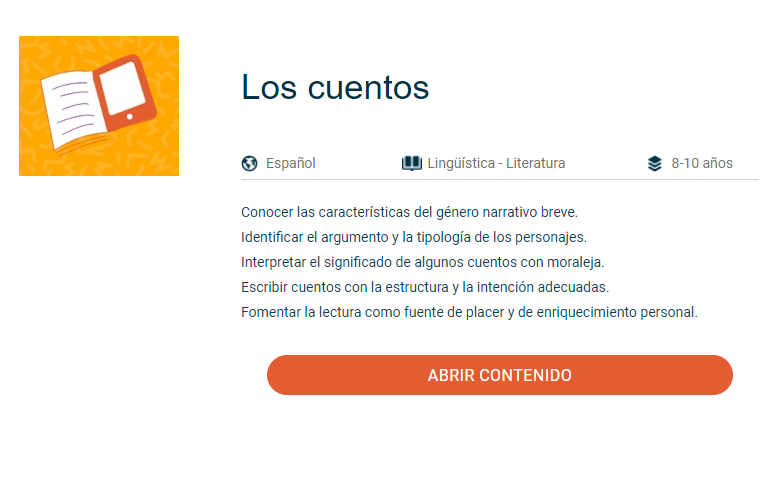 Los cuentos
Español
Lingüística - Literatura
8-10 años
Conocer las características del género narrativo breve.
Identificar el argumento y la tipología de los personajes.
Interpretar el significado de algunos cuentos con moraleja.
Escribir cuentos con la estructura y la intención adecuadas.
Fomentar la lectura como fuente de placer y de enriquecimiento personal.
ABRIR CONTENIDO